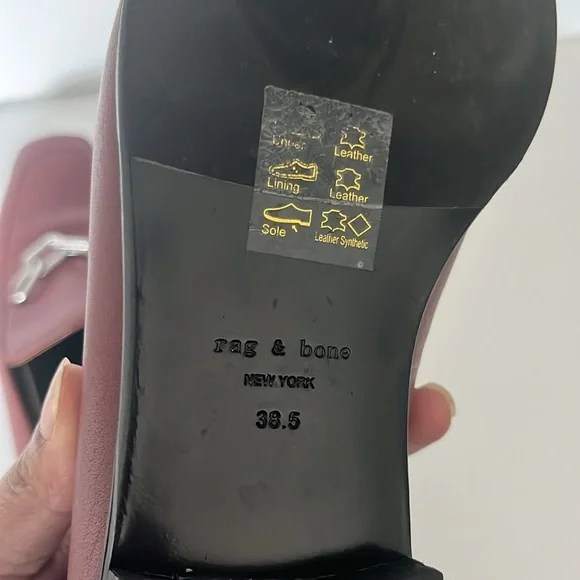 Upper
Leather
Lining
Leather
Sole
Leather Synthetic
rag & bone
NEW YORK
38.5